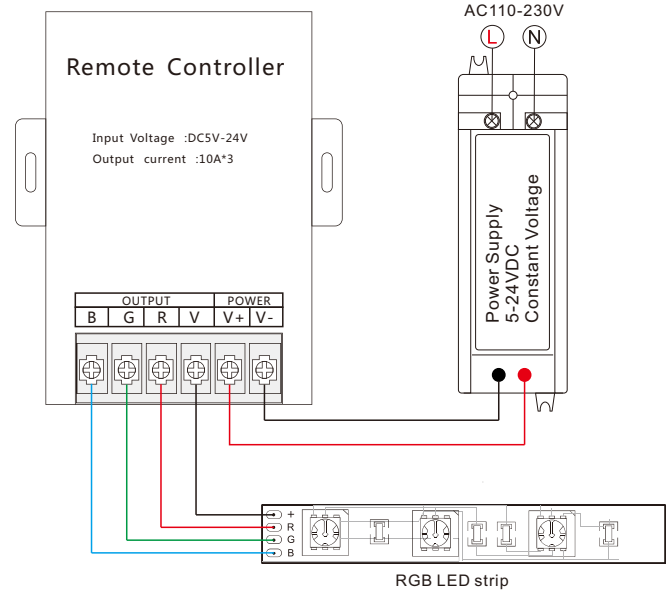 AC110-230V
L N
Remote Controller
Input Voltage :DC5V-24V
Output current :10A*3
Power Supply
5-24VDC
Constant Voltage
OUTPUT POWER
B G R V V+ V-
+
R
G
B
RGB LED strip